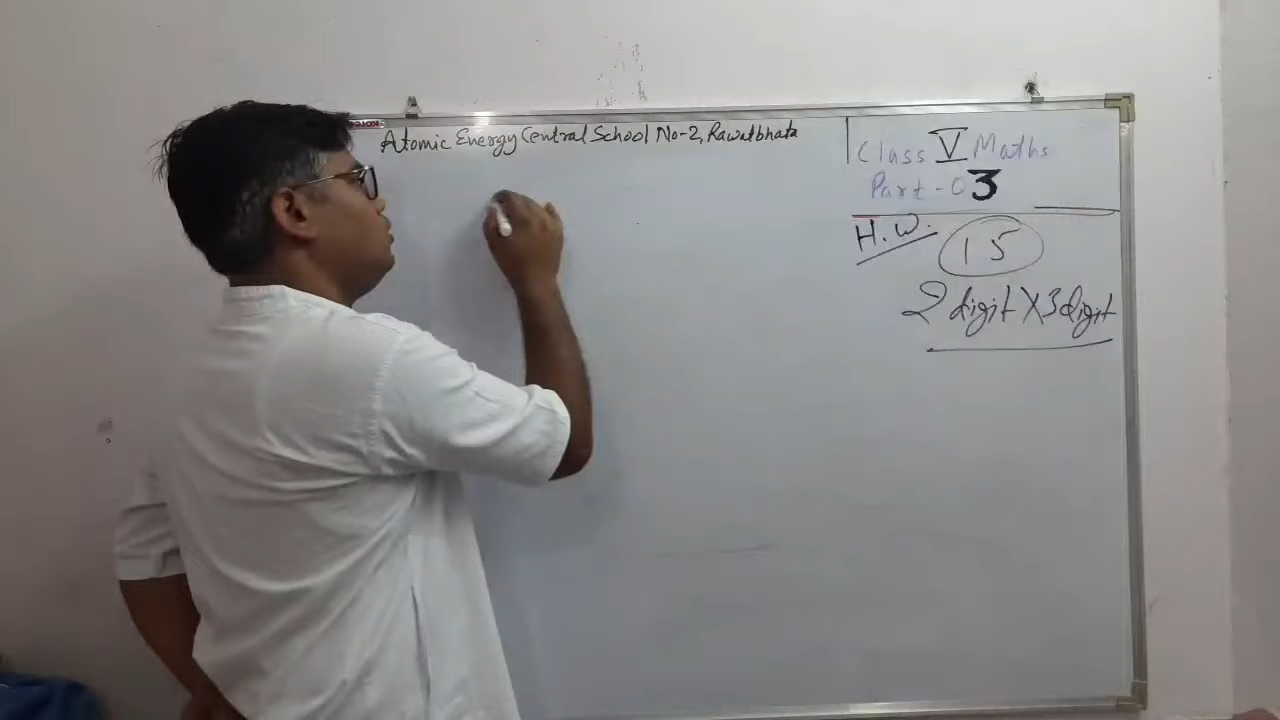 Atomic Energy Central School No-2, Rawatbhata
Class V Maths
Part-03
H.W.
15
2 digit X 3 digit